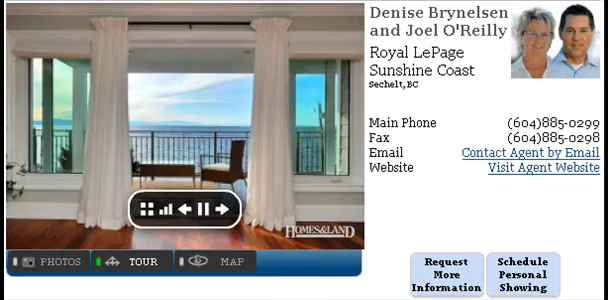 Denise Brynelsen
and Joel O'Reilly
Royal LePage
Sunshine Coast
Sechelt, BC
Main Phone (604)885-0299
Fax (604)885-0298
Email Contact Agent by Email
Website Visit Agent Website
HOMES&LAND
PHOTOS TOUR MAP
Request
More
Information
Schedule
Personal
Showing